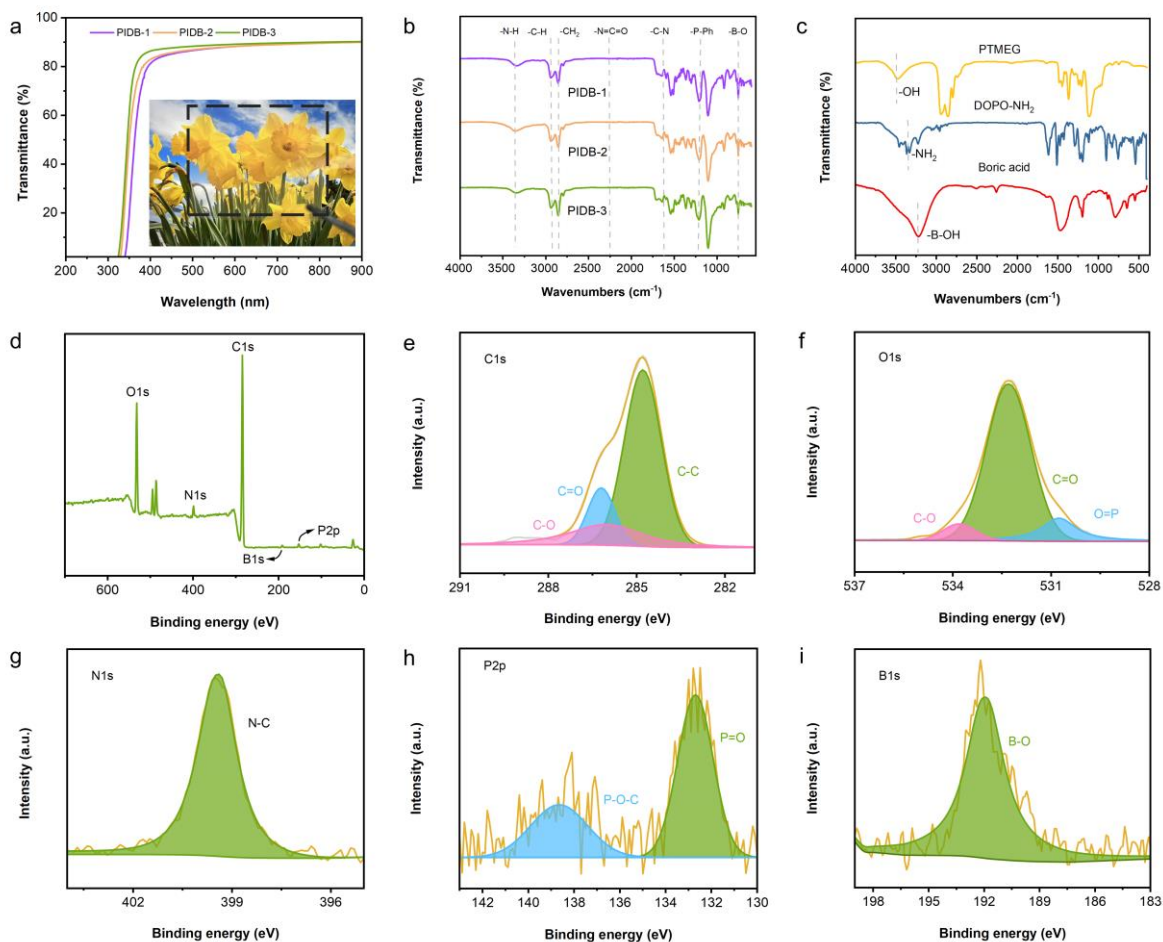 a
PIDB-1 PIDB-2 PIDB-3
100
80
60
40
20
Transmittance (%)
200 300 400 500 600 700 800 900
Wavelength (nm)
b
-N-H -C-H -CH2 -N=C=O -C-N -P-Ph -B-O
PIDB-1
PIDB-2
PIDB-3
Transmittance (%)
4000 3500 3000 2500 2000 1500 1000
Wavenumbers (cm-1)
c
PTMEG
-OH
DOPO-NH2
-NH2
Boric acid
-B-OH
Transmittance (%)
4000 3500 3000 2500 2000 1500 1000 500
Wavenumbers (cm-1)
d
C1s
O1s
N1s
P2p
B1s
Intensity (a.u.)
600 400 200 0
Binding energy (eV)
e
C1s
C-C
C=O
C-O
Intensity (a.u.)
291 288 285 282
Binding energy (eV)
f
O1s
C=O
C-O
O=P
Intensity (a.u.)
537 534 531 528
Binding energy (eV)
g
N1s
N-C
Intensity (a.u.)
402 399 396
Binding energy (eV)
h
P2p
P=O
P-O-C
Intensity (a.u.)
142 140 138 136 134 132 130
Binding energy (eV)
i
B1s
B-O
Intensity (a.u.)
198 195 192 189 186 183
Binding energy (eV)